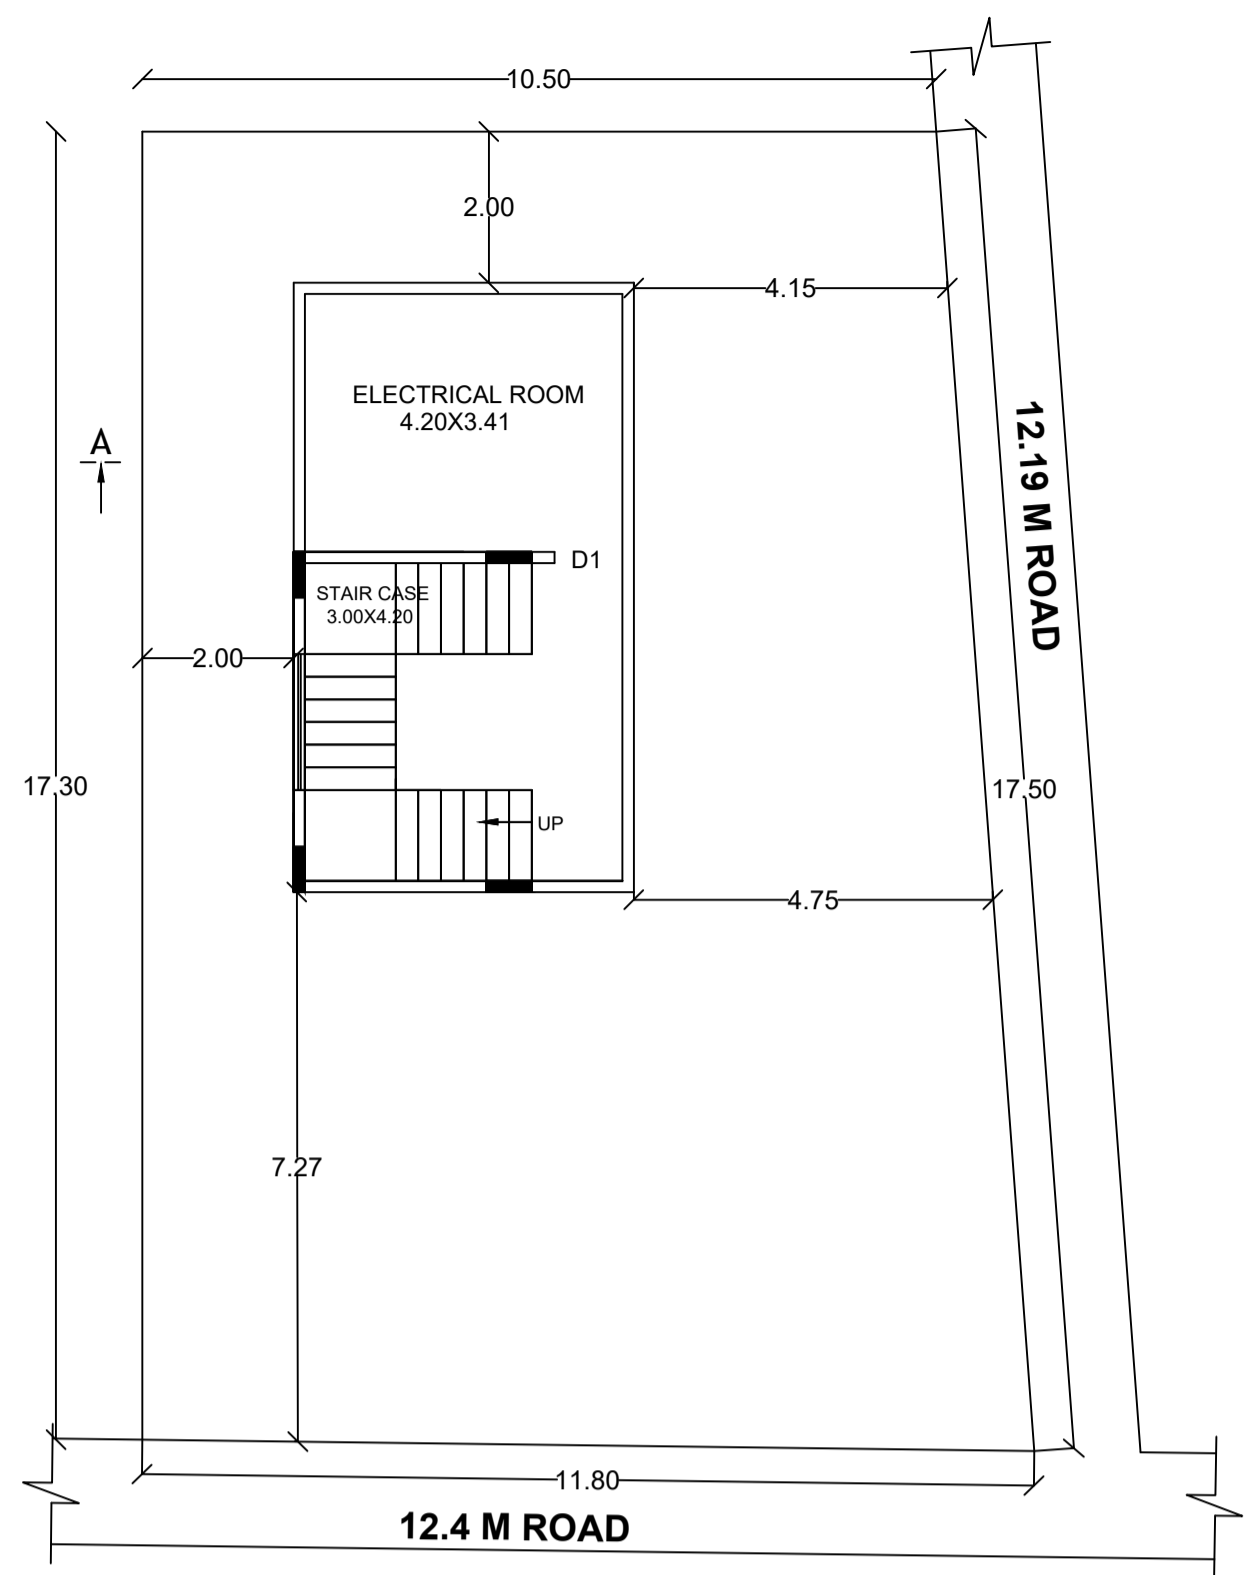 10.50
2.00
4.15
ELECTRICAL ROOM
4.20X3.41
A
12.19 M ROAD
D1
STAIR CASE
3.00X4.20
2.00
17.30
17.50
UP
4.75
7.27
11.80
12.4 M ROAD